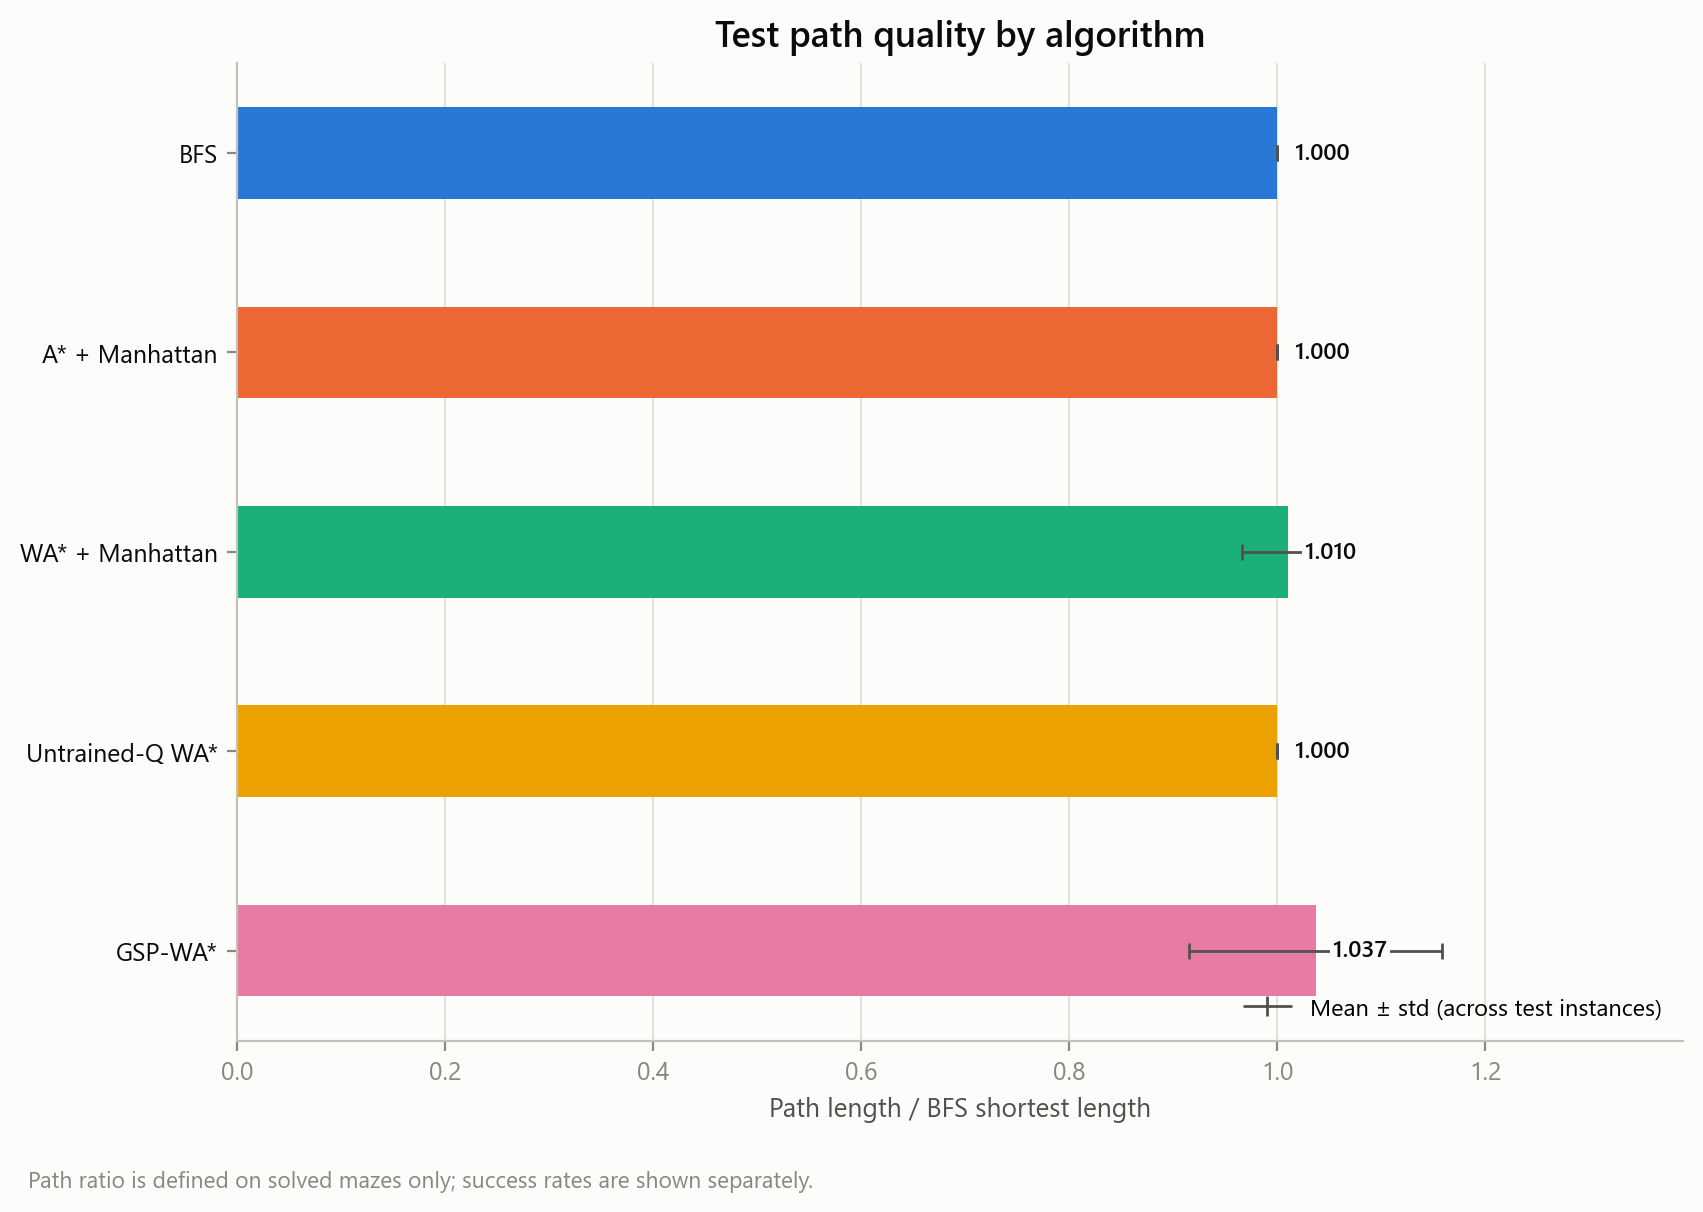 Test path quality by algorithm
BFS
1.000
A* + Manhattan
1.000
WA* + Manhattan
1.010
Untrained-Q WA*
1.000
GSP-WA*
1.037
Mean ± std (across test instances)
0.0 0.2 0.4 0.6 0.8 1.0 1.2
Path length / BFS shortest length
Path ratio is defined on solved mazes only; success rates are shown separately.